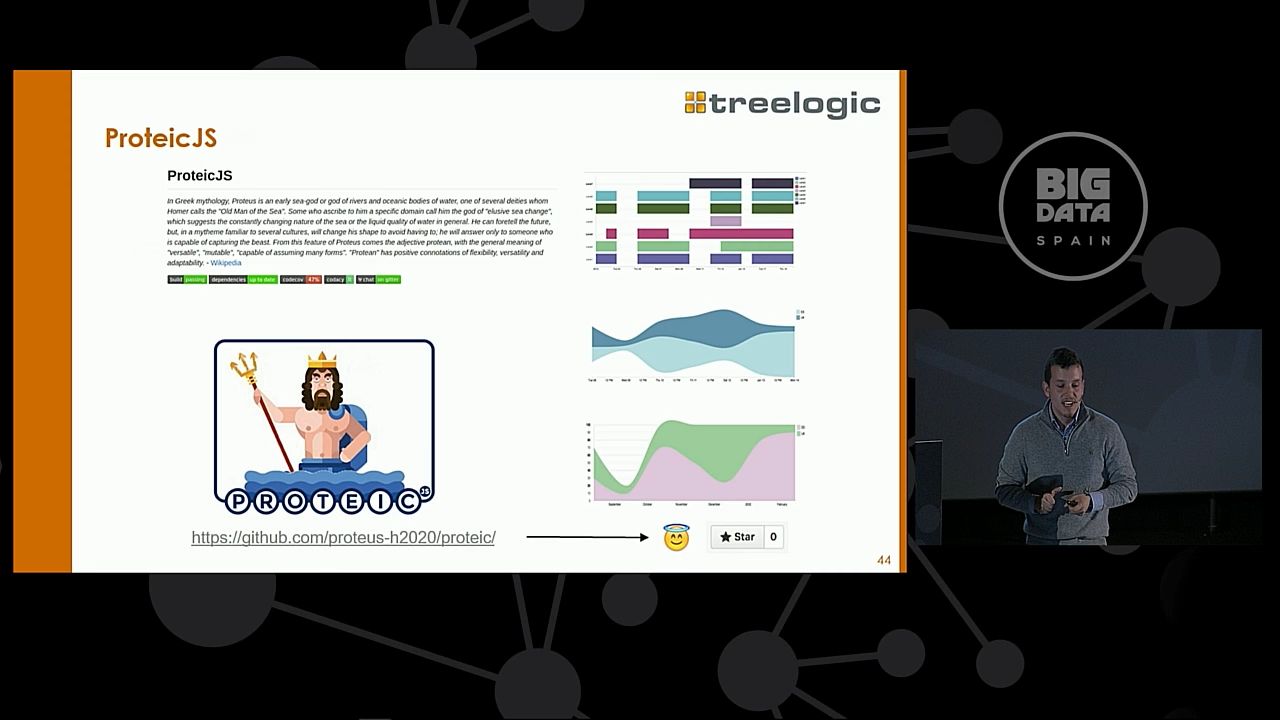 treelogic
ProteicJS
ProteicJS
In Greek mythology, Proteus is an early sea-god or god of rivers and oceanic bodies of water, one of several deities whom
Homer calls the "Old Man of the Sea". Some who ascribe to him a specific domain call him the god of "elusive sea change",
which suggests the constantly changing nature of the sea or the liquid quality of water in general. He can foretell the future,
but, in a mytheme familiar to several cultures, will change his shape to avoid having to; he will answer only to someone who
is capable of capturing the beast. From this feature of Proteus comes the adjective protean, with the general meaning of
"versatile", "mutable", "capable of assuming many forms". "Protean" has positive connotations of flexibility, versatility and
adaptability. - Wikipedia
build passing dependencies up to date codecov 47% codacy chat on gitter
PROTEIC JS
https://github.com/proteus-h2020/proteic/
Star 0
44
BIG
DATA
SPAIN